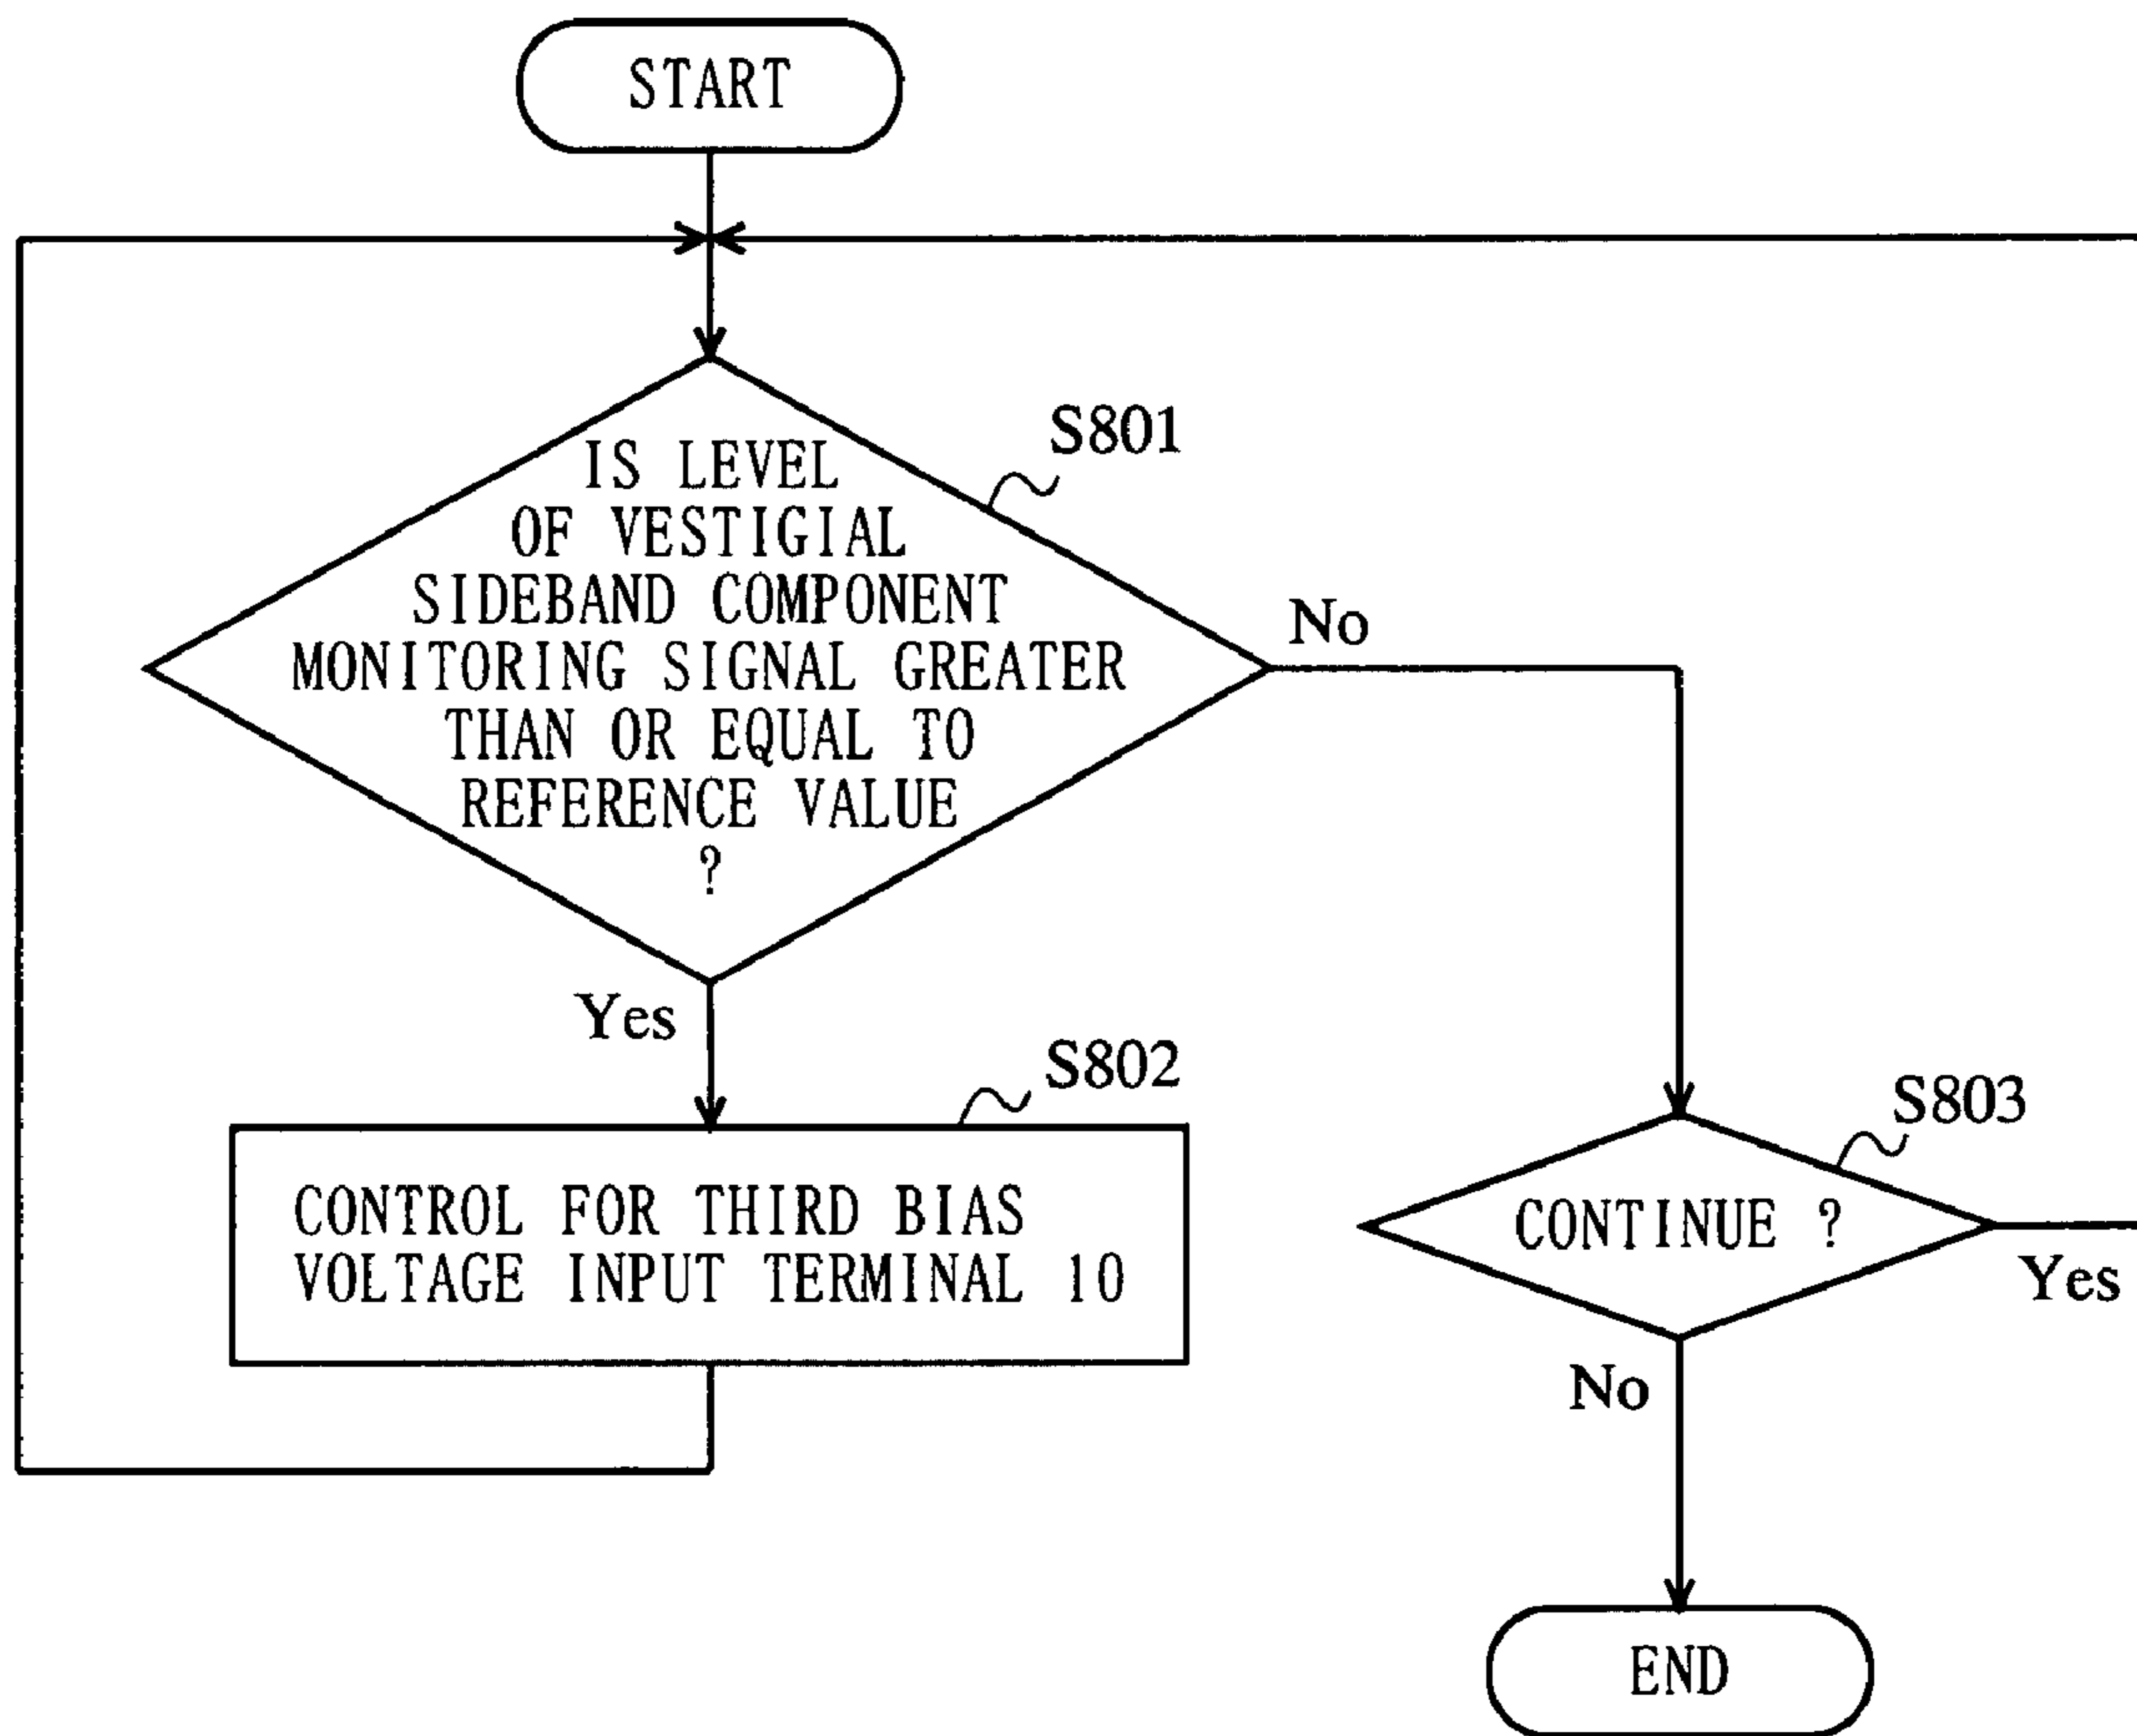 START
S801
IS LEVEL
OF VESTIGIAL
SIDEBAND COMPONENT
MONITORING SIGNAL GREATER
THAN OR EQUAL TO
REFERENCE VALUE
?
No
Yes
S802
CONTROL FOR THIRD BIAS
VOLTAGE INPUT TERMINAL 10
S803
CONTINUE ?
Yes
No
END